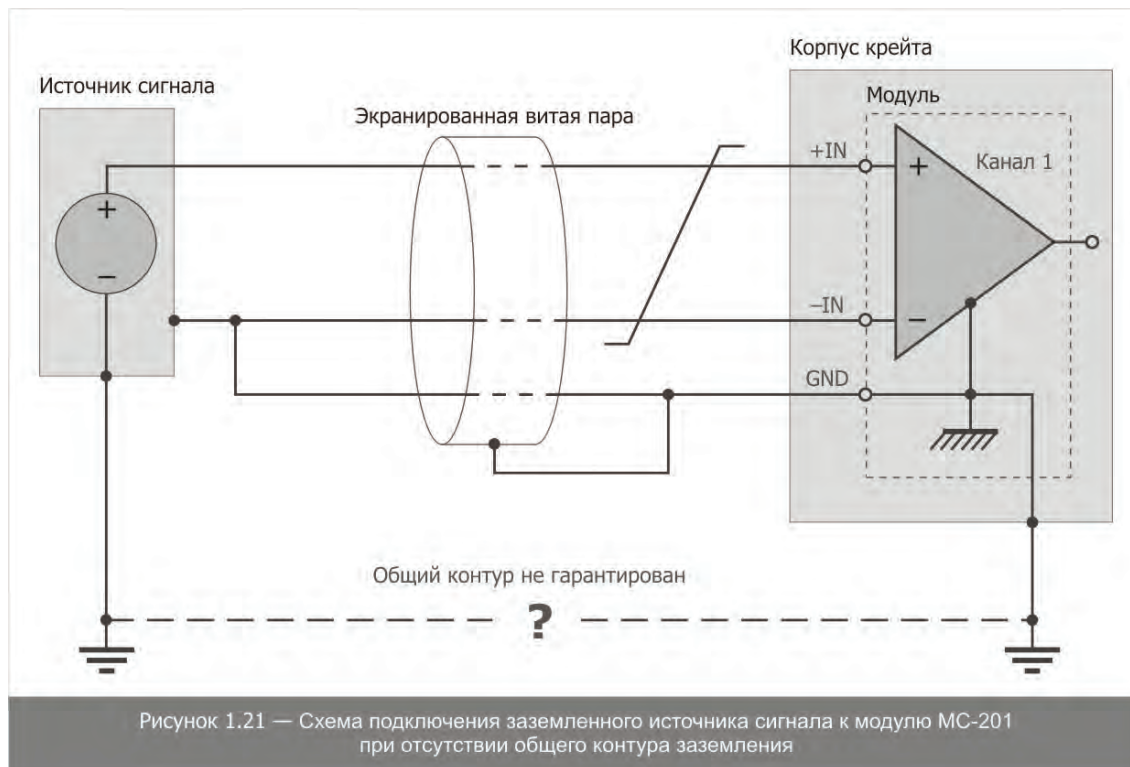 Корпус крейта
Источник сигнала
Модуль
Экранированная витая пара
+IN
Канал 1
+
+
−
–IN
−
GND
Общий контур не гарантирован
?
Рисунок 1.21 — Схема подключения заземленного источника сигнала к модулю МС-201
при отсутствии общего контура заземления